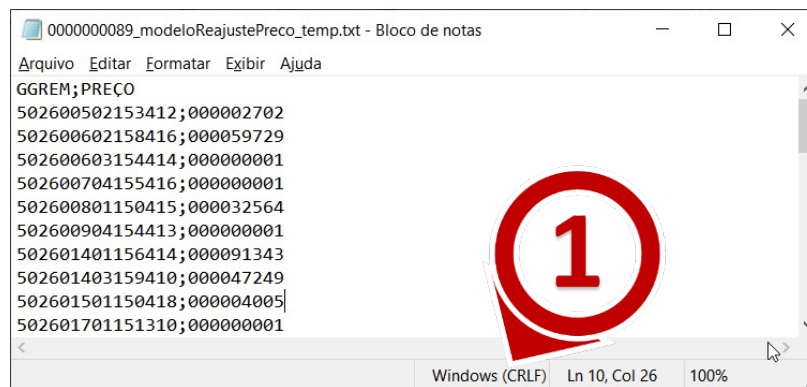 0000000089_modeloReajustePreco_temp.txt - Bloco de notas
Arquivo Editar Formatar Exibir Ajuda
GGREM;PREÇO
502600502153412;000002702
502600602158416;000059729
502600603154414;000000001
502600704155416;000000001
502600801150415;000032564
502600904154413;000000001
502601401156414;000091343
502601403159410;000047249
502601501150418;000004005
502601701151310;000000001
1
Windows (CRLF) Ln 10, Col 26 100%